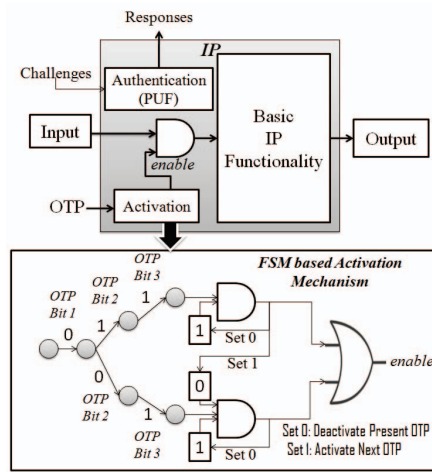 Responses
IP
Challenges
Authentication
(PUF)
Input
enable
Basic
IP
Functionality
Output
OTP
Activation
FSM based Activation
Mechanism
OTP
Bit 1
OTP
Bit 2
OTP
Bit 3
0
1
1
1
Set 0
Set 1
0
enable
0
OTP
Bit 2
1
OTP
Bit 3
1
Set 0
Set 0: Deactivate Present OTP
Set 1: Activate Next OTP